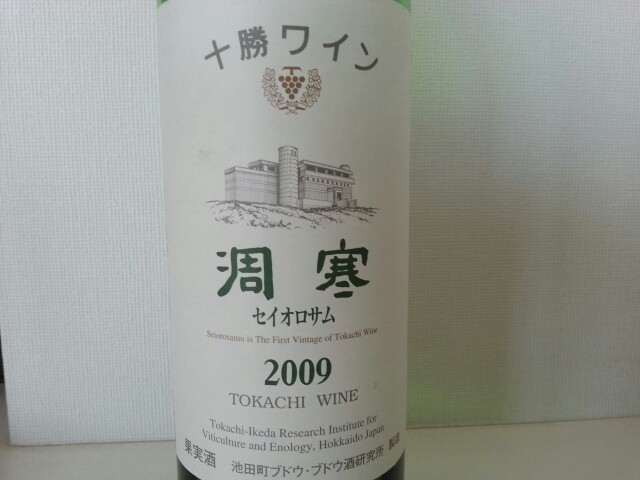 十勝ワイン
凋寒
セイオロサム
Seiorosamu is The First Vintage of Tokachi Wine
2009
TOKACHI WINE
Tokachi-Ikeda Research Institute for
Viticulture and Enology, Hokkaido Japan
果実酒 池田町ブドウ・ブドウ酒研究所 製造